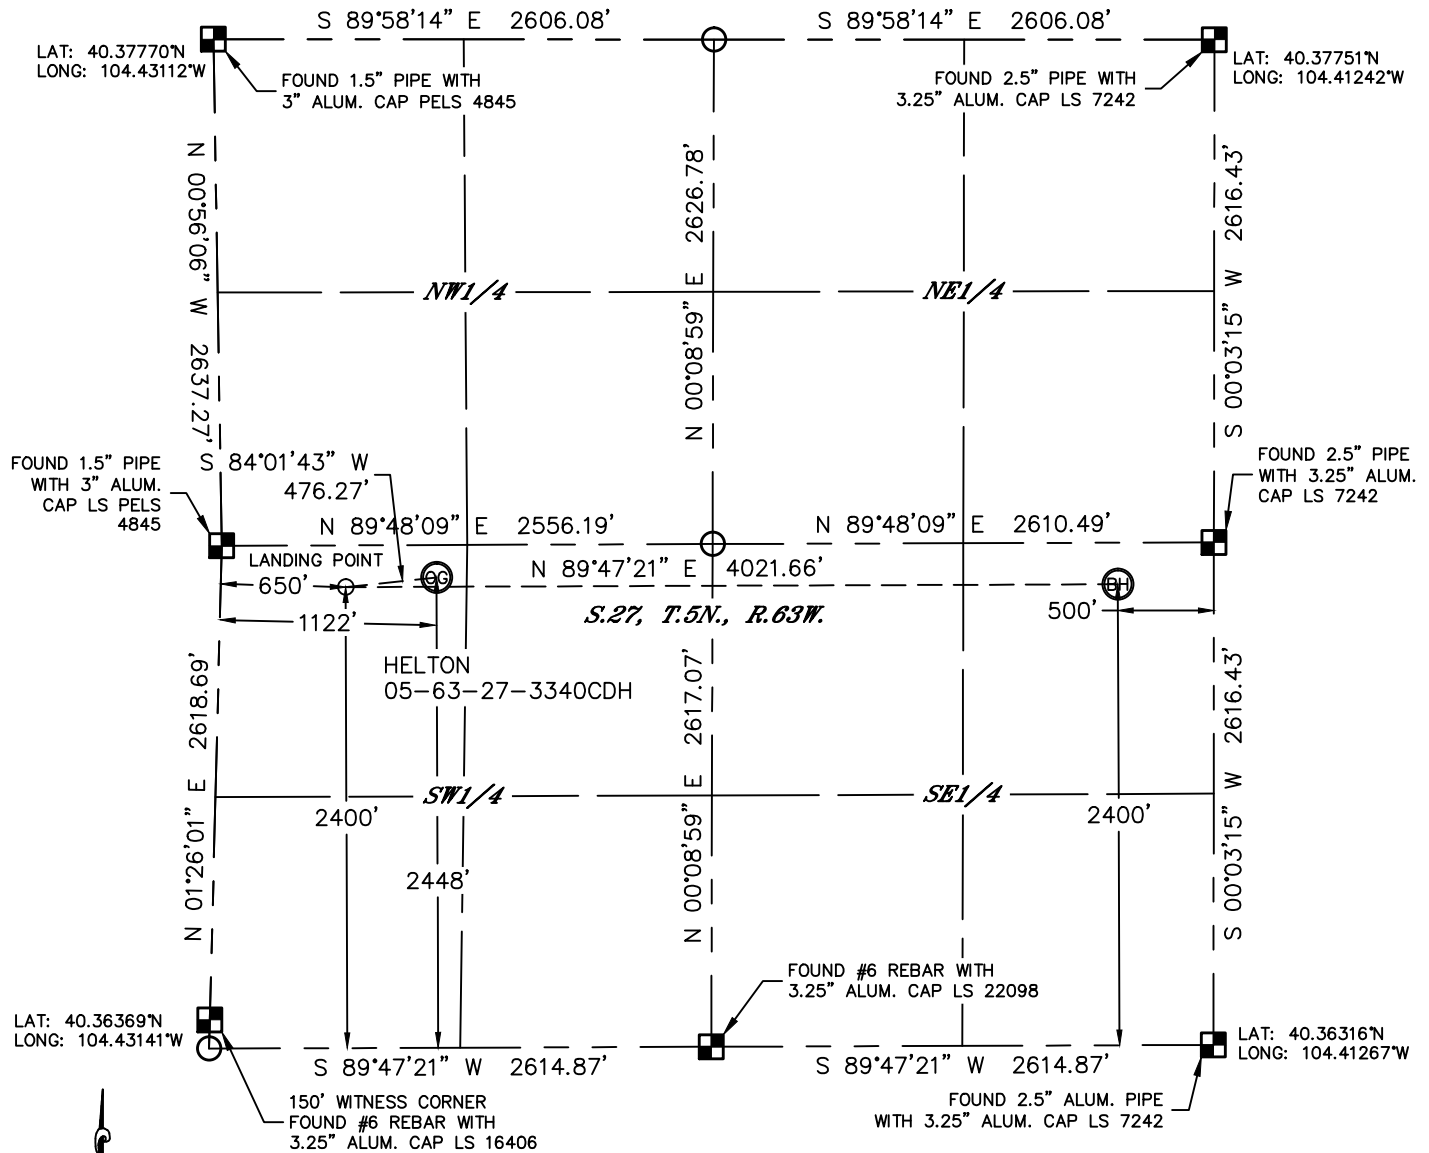 S 89°58'14" E 2606.08'
S 89°58'14" E 2606.08'
LAT: 40.37770°N
LONG: 104.43112°W
FOUND 1.5" PIPE WITH
3" ALUM. CAP PELS 4845
FOUND 2.5" PIPE WITH
3.25" ALUM. CAP LS 7242
LAT: 40.37751°N
LONG: 104.41242°W
N 00°56'06" W 2637.27'
N 00°08'59" E 2626.78'
S 00°03'15" W 2616.43'
NW1/4
NE1/4
FOUND 1.5" PIPE
WITH 3" ALUM.
CAP LS PELS
4845
S 84°01'43" W
476.27'
FOUND 2.5" PIPE
WITH 3.25" ALUM.
CAP LS 7242
N 89°48'09" E 2556.19'
N 89°48'09" E 2610.49'
LANDING POINT
650'
OG
N 89°47'21" E 4021.66'
BH
1122'
S.27, T.5N., R.63W.
500'
HELTON
05-63-27-3340CDH
N 01°26'01" E 2618.69'
N 00°08'59" E 2617.07'
S 00°03'15" W 2616.43'
SW1/4
SE1/4
2400'
2448'
2400'
FOUND #6 REBAR WITH
3.25" ALUM. CAP LS 22098
LAT: 40.36369°N
LONG: 104.43141°W
S 89°47'21" W 2614.87'
S 89°47'21" W 2614.87'
LAT: 40.36316°N
LONG: 104.41267°W
150' WITNESS CORNER
FOUND #6 REBAR WITH
3.25" ALUM. CAP LS 16406
FOUND 2.5" ALUM. PIPE
WITH 3.25" ALUM. CAP LS 7242